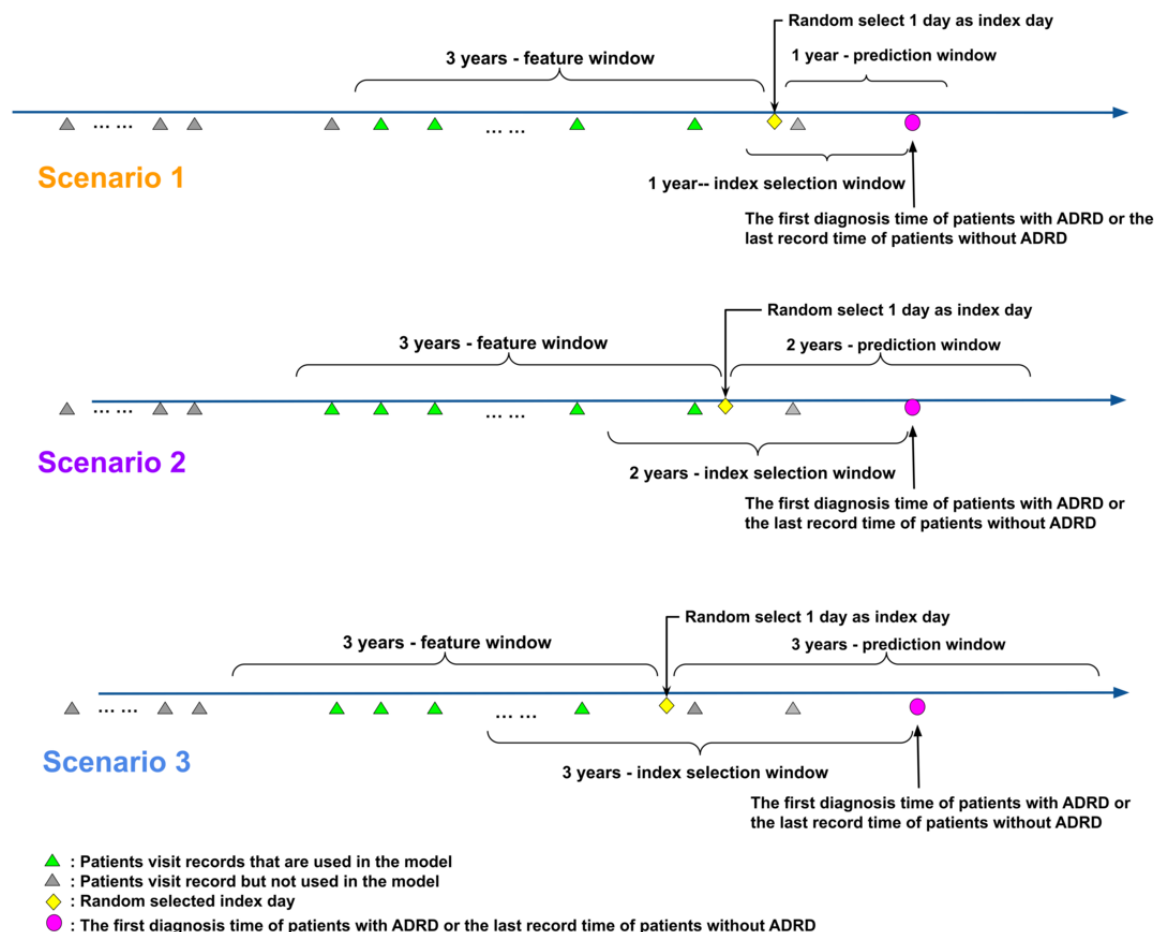 Random select 1 day as index day
3 years - feature window
1 year - prediction window
... ...
... ...
Scenario 1
1 year-- index selection window
The first diagnosis time of patients with ADRD or the
last record time of patients without ADRD
Random select 1 day as index day
3 years - feature window
2 years - prediction window
... ...
... ...
Scenario 2
2 years - index selection window
The first diagnosis time of patients with ADRD or
the last record time of patients without ADRD
Random select 1 day as index day
3 years - feature window
3 years - prediction window
... ...
... ...
Scenario 3
3 years - index selection window
The first diagnosis time of patients with ADRD or
the last record time of patients without ADRD
: Patients visit records that are used in the model
: Patients visit record but not used in the model
: Random selected index day
: The first diagnosis time of patients with ADRD or the last record time of patients without ADRD